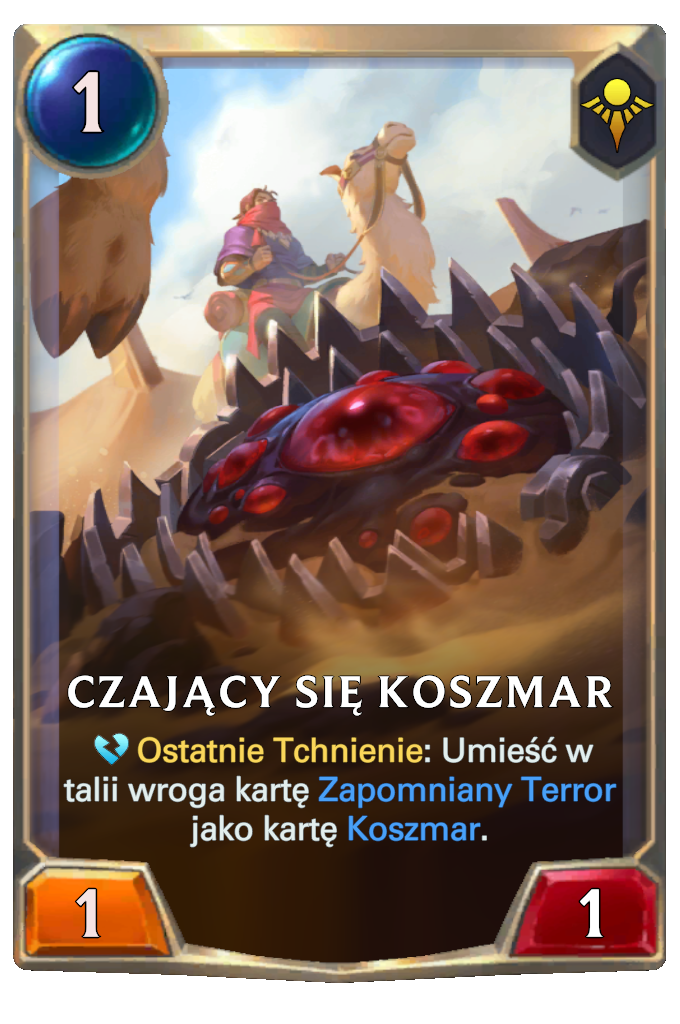 1
CZAJĄCY SIĘ KOSZMAR
Ostatnie Tchnienie: Umieść w
talii wroga kartę Zapomniany Terror
jako kartę Koszmar.
1
1